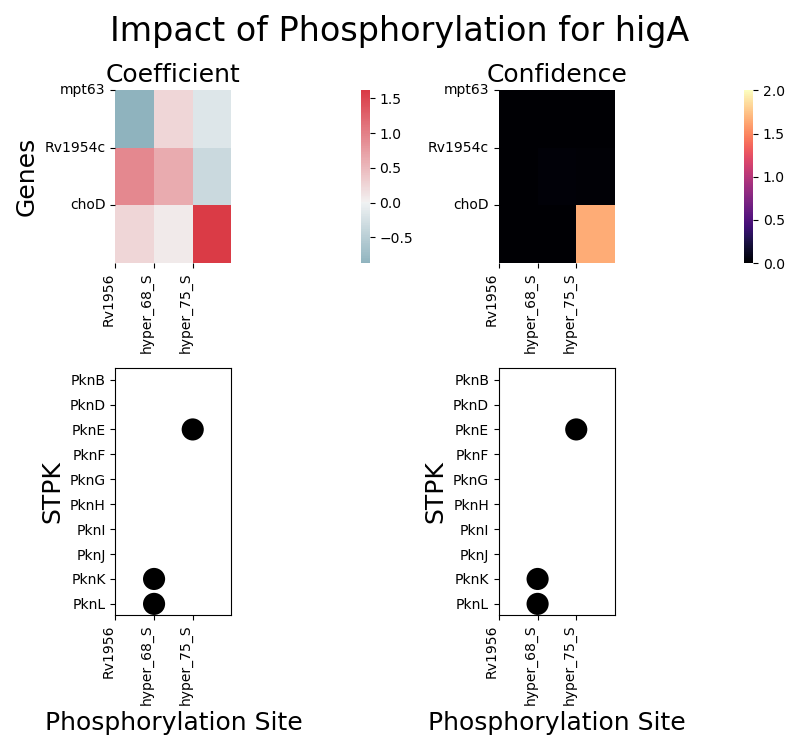 Impact of Phosphorylation for higA
Coefficient
Confidence
Genes
mpt63
Rv1954c
choD
1.5
1.0
0.5
0.0
−0.5
Rv1956
hyper_68_S
hyper_75_S
mpt63
Rv1954c
choD
2.0
1.5
1.0
0.5
0.0
Rv1956
hyper_68_S
hyper_75_S
STPK
PknB
PknD
PknE
PknF
PknG
PknH
PknI
PknJ
PknK
PknL
Rv1956
hyper_68_S
hyper_75_S
Phosphorylation Site
STPK
PknB
PknD
PknE
PknF
PknG
PknH
PknI
PknJ
PknK
PknL
Rv1956
hyper_68_S
hyper_75_S
Phosphorylation Site